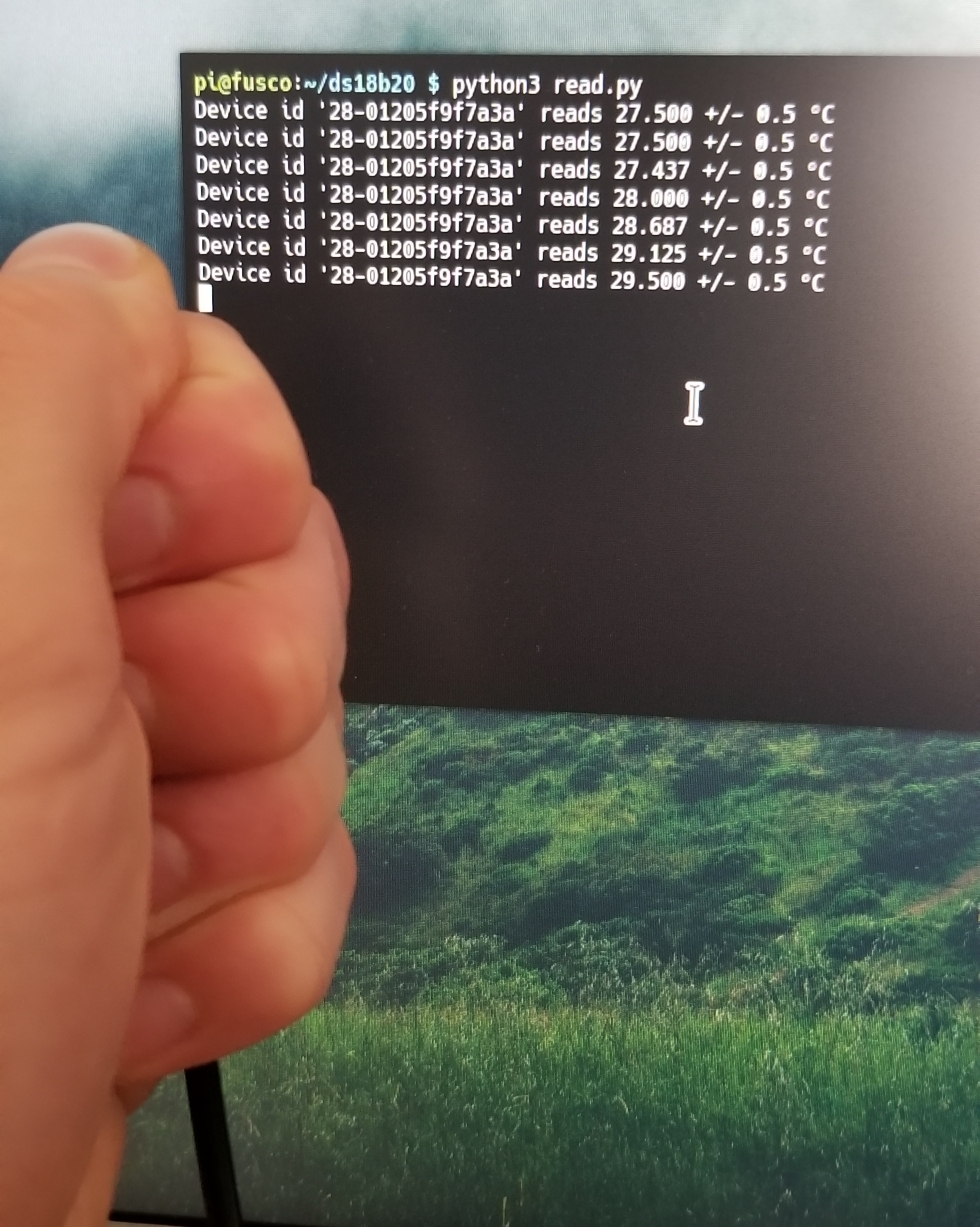 pi@fusco:~/ds18b20 $ python3 read.py
Device id '28-01205f9f7a3a' reads 27.500 +/- 0.5 °C
Device id '28-01205f9f7a3a' reads 27.500 +/- 0.5 °C
Device id '28-01205f9f7a3a' reads 27.437 +/- 0.5 °C
Device id '28-01205f9f7a3a' reads 28.000 +/- 0.5 °C
Device id '28-01205f9f7a3a' reads 28.687 +/- 0.5 °C
Device id '28-01205f9f7a3a' reads 29.125 +/- 0.5 °C
Device id '28-01205f9f7a3a' reads 29.500 +/- 0.5 °C